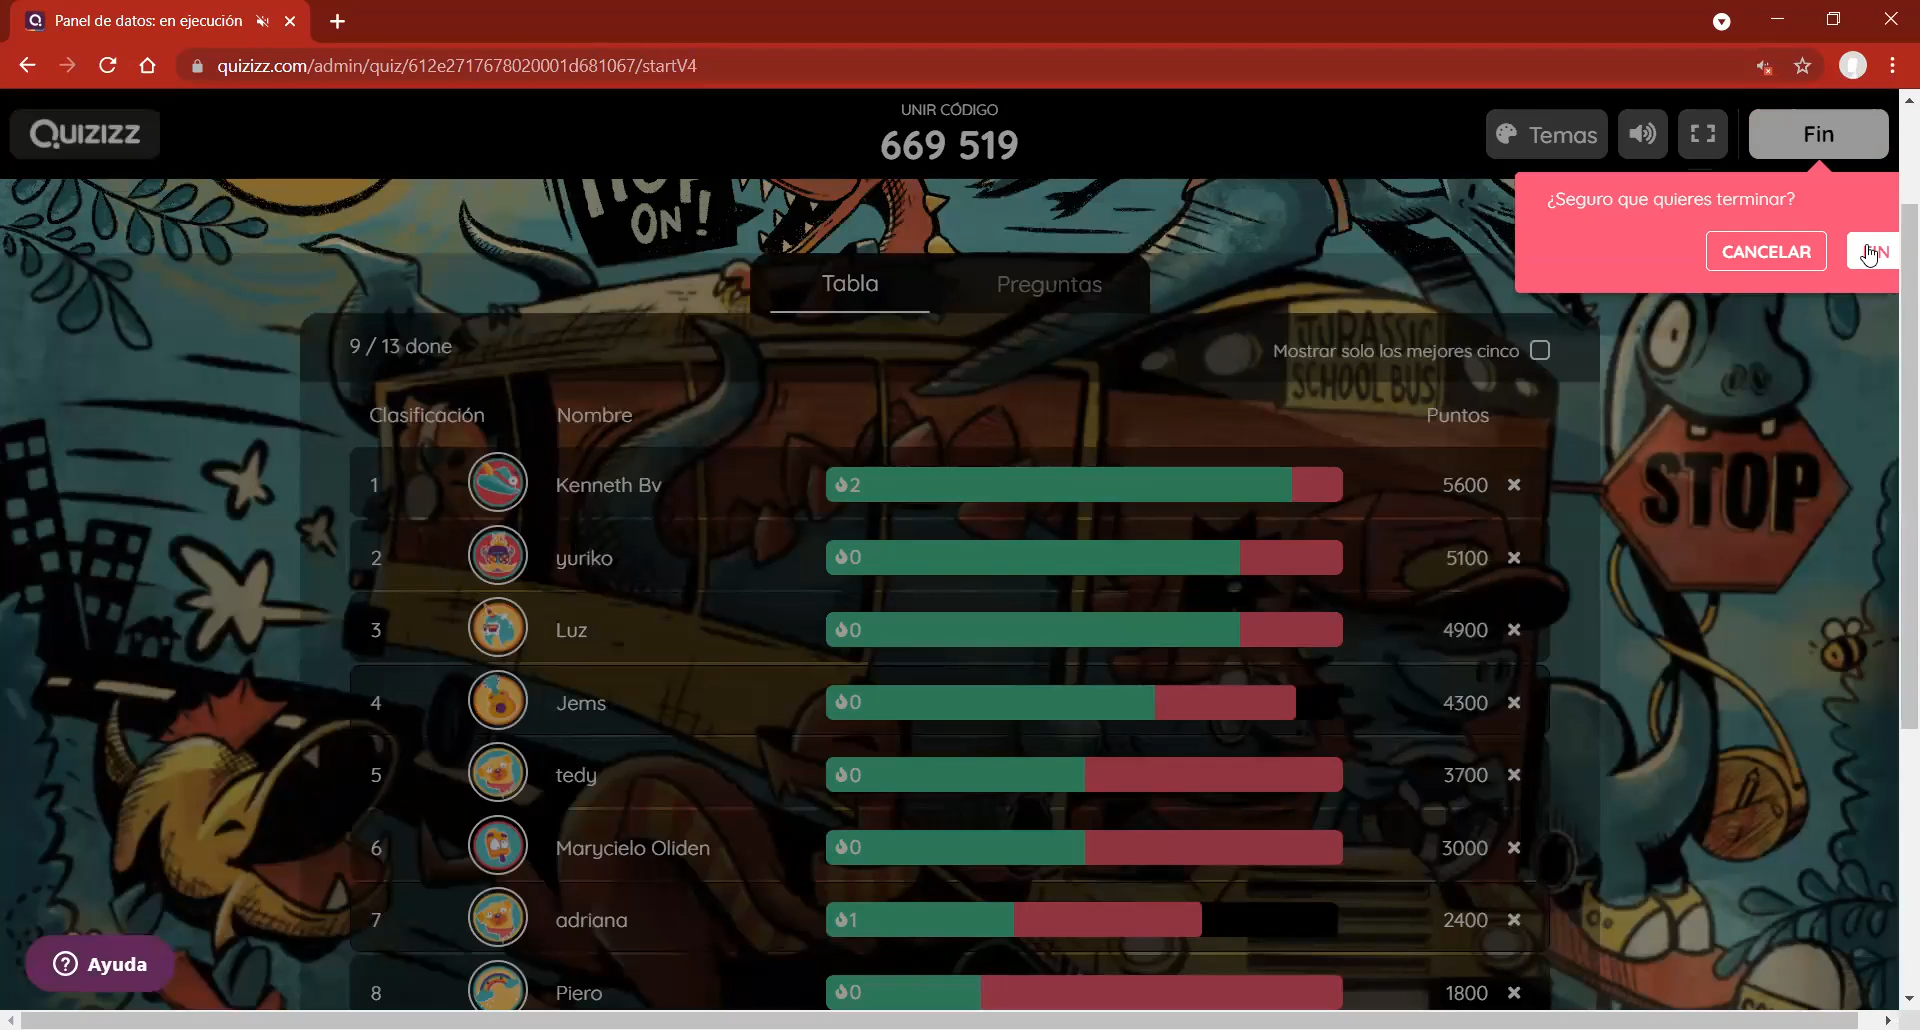 Panel de datos: en ejecución
quizizz.com/admin/quiz/612e2717678020001d681067/startV4
QUIZIZZ
UNIR CÓDIGO
669 519
Temas
Fin
¿Seguro que quieres terminar?
CANCELAR
ON!
Tabla
Preguntas
9 / 13 done
Mostrar solo los mejores cinco
JURASSIC
SCHOOL BUS
STOP
Clasificación
Nombre
Puntos
1 Kenneth Bv 2 5600
2 yuriko 0 5100
3 Luz 0 4900
4 Jems 0 4300
5 tedy 0 3700
6 Marycielo Oliden 0 3000
7 adriana 1 2400
8 Piero 0 1800
Ayuda